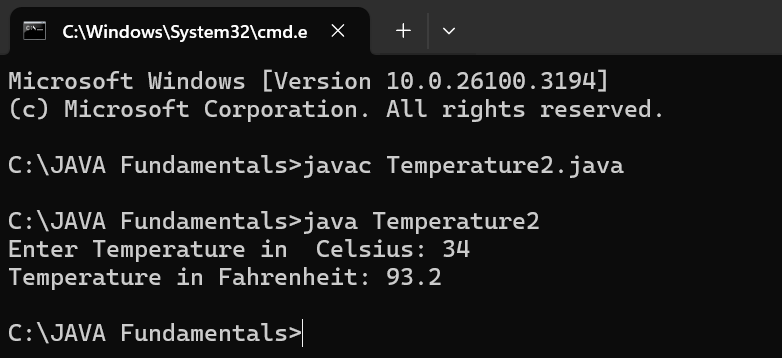 C:\Windows\System32\cmd.e
Microsoft Windows [Version 10.0.26100.3194]
(c) Microsoft Corporation. All rights reserved.
C:\JAVA Fundamentals>javac Temperature2.java
C:\JAVA Fundamentals>java Temperature2
Enter Temperature in  Celsius: 34
Temperature in Fahrenheit: 93.2
C:\JAVA Fundamentals>